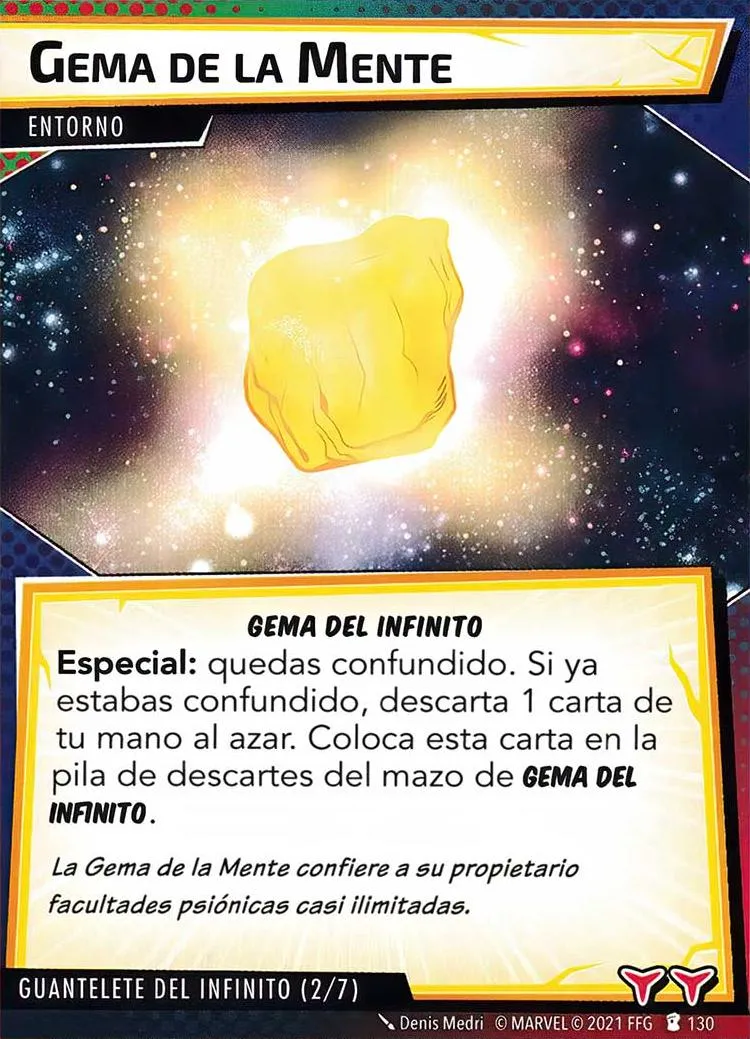 GEMA DE LA MENTE
ENTORNO
GEMA DEL INFINITO
Especial: quedas confundido. Si ya
estabas confundido, descarta 1 carta de
tu mano al azar. Coloca esta carta en la
pila de descartes del mazo de GEMA DEL
INFINITO.
La Gema de la Mente confiere a su propietario
facultades psiónicas casi ilimitadas.
GUANTELETE DEL INFINITO (2/7)
Denis Medri © MARVEL © 2021 FFG 130